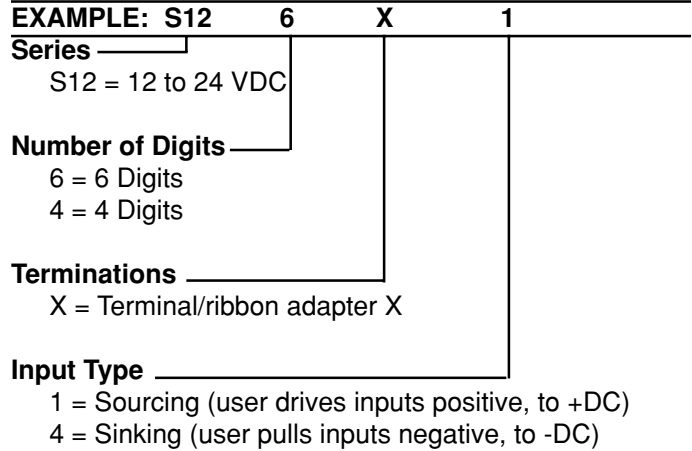 EXAMPLE: S12 6 X 1
Series
S12 = 12 to 24 VDC
Number of Digits
6 = 6 Digits
4 = 4 Digits
Terminations
X = Terminal/ribbon adapter X
Input Type
1 = Sourcing (user drives inputs positive, to +DC)
4 = Sinking (user pulls inputs negative, to -DC)